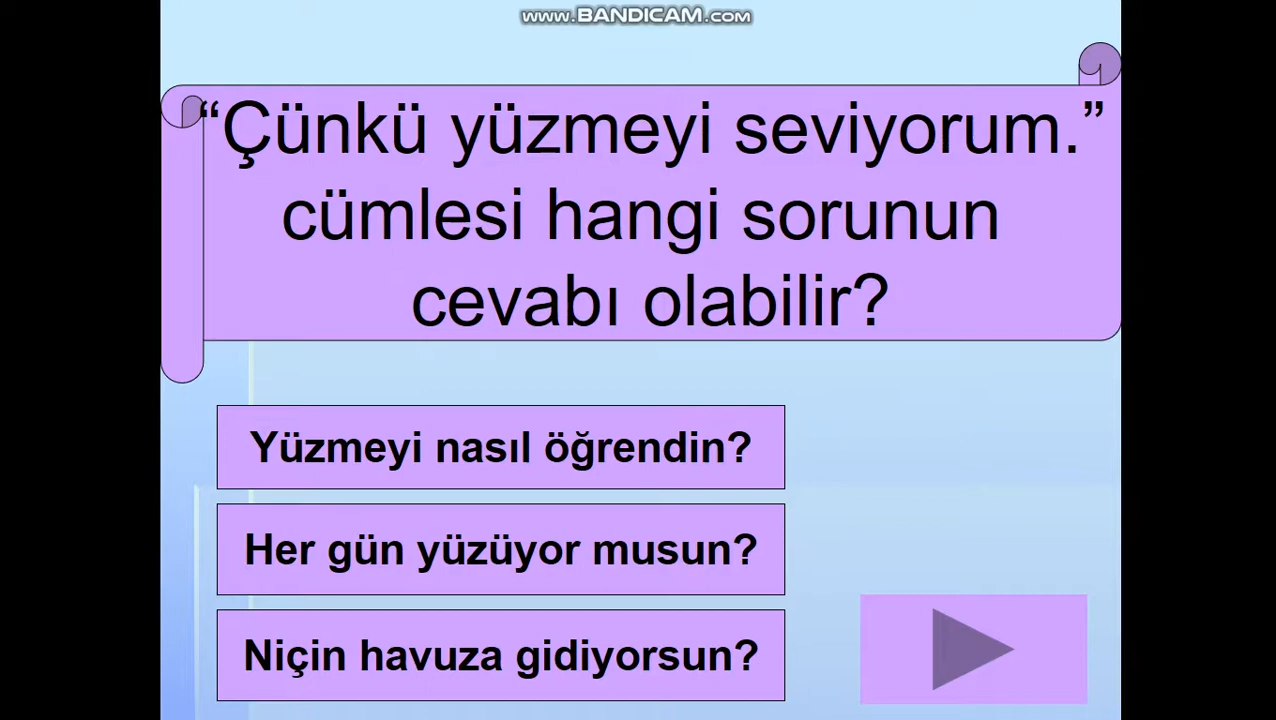 www.BANDICAM.com
“Çünkü yüzmeyi seviyorum.”
cümlesi hangi sorunun
cevabı olabilir?
Yüzmeyi nasıl öğrendin?
Her gün yüzüyor musun?
Niçin havuza gidiyorsun?